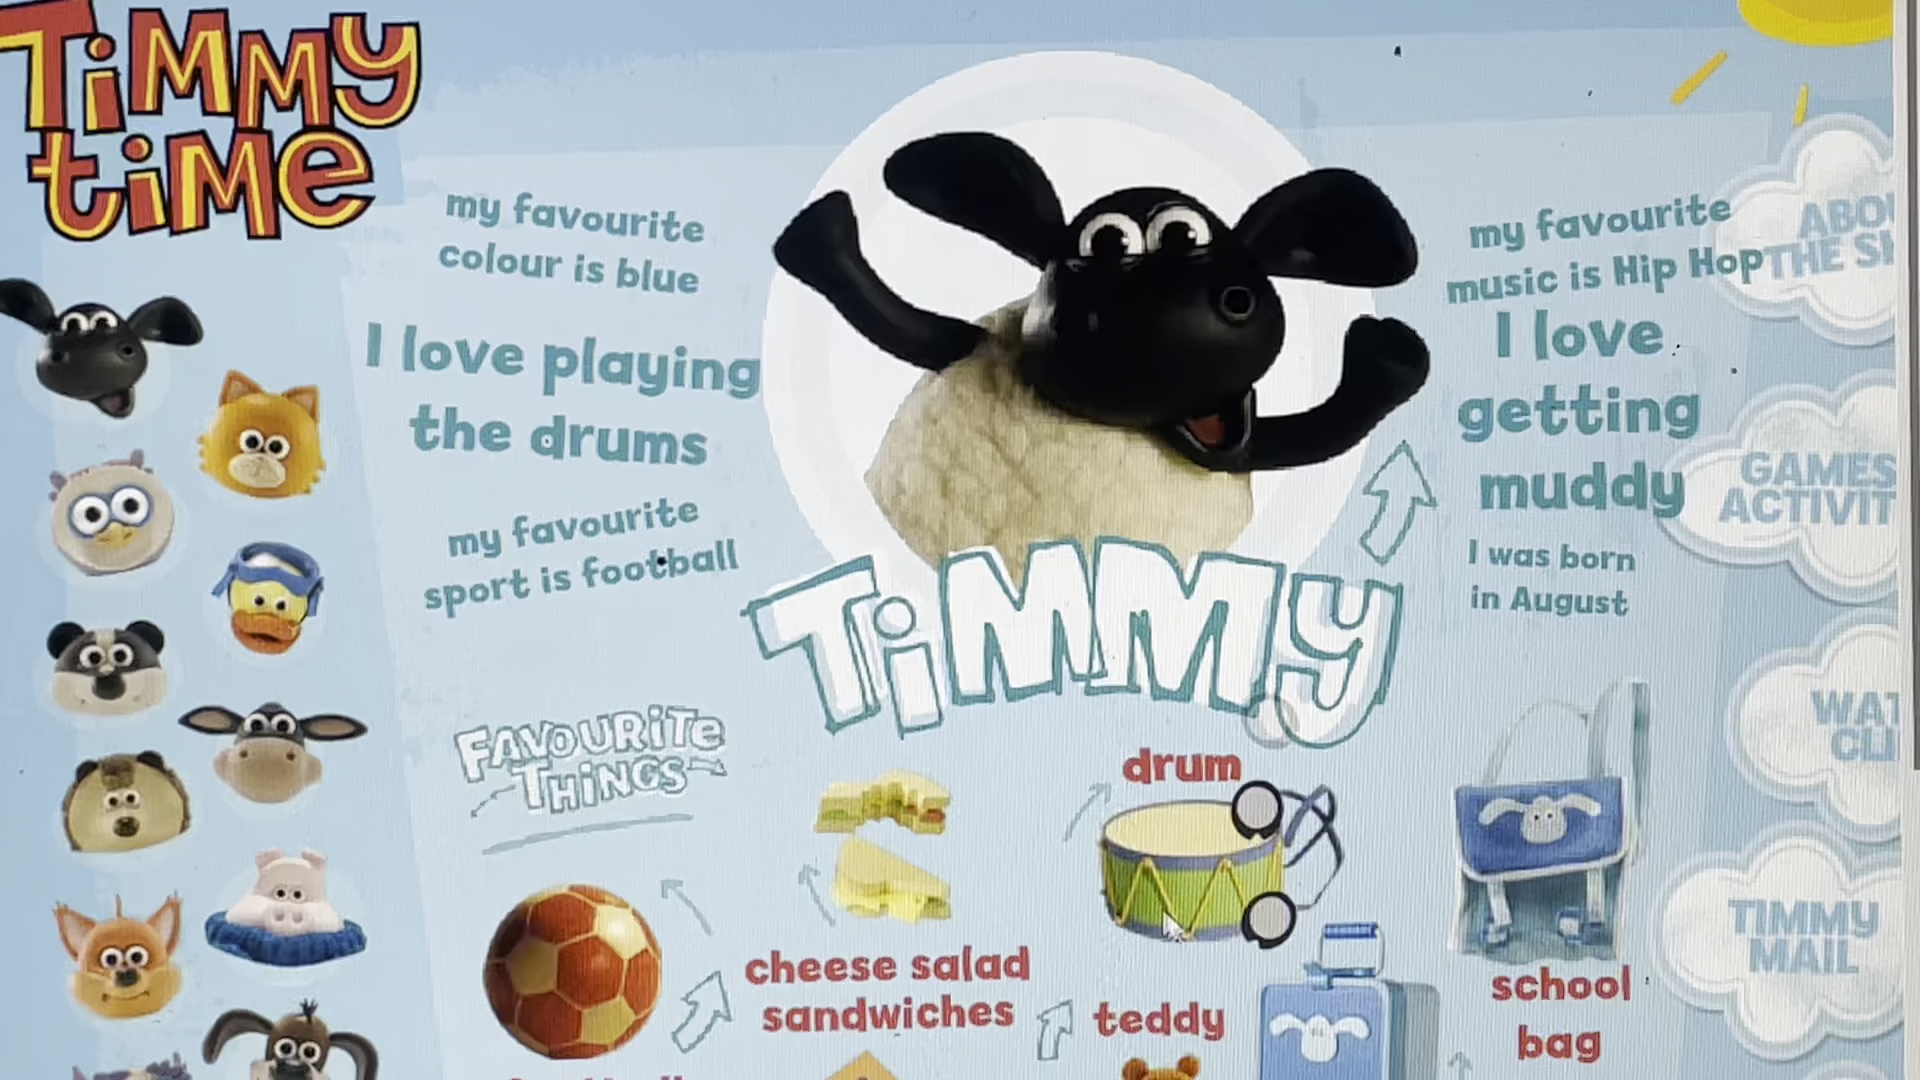 Timmy
time
my favourite
colour is blue
I love playing
the drums
my favourite
sport is football
my favourite
music is Hip Hop
I love
getting
muddy
I was born
in August
Timmy
FAVOURiTE
THiNGS
drum
cheese salad
sandwiches
teddy
school
bag
THE
GAMES
TIMMY
MAIL